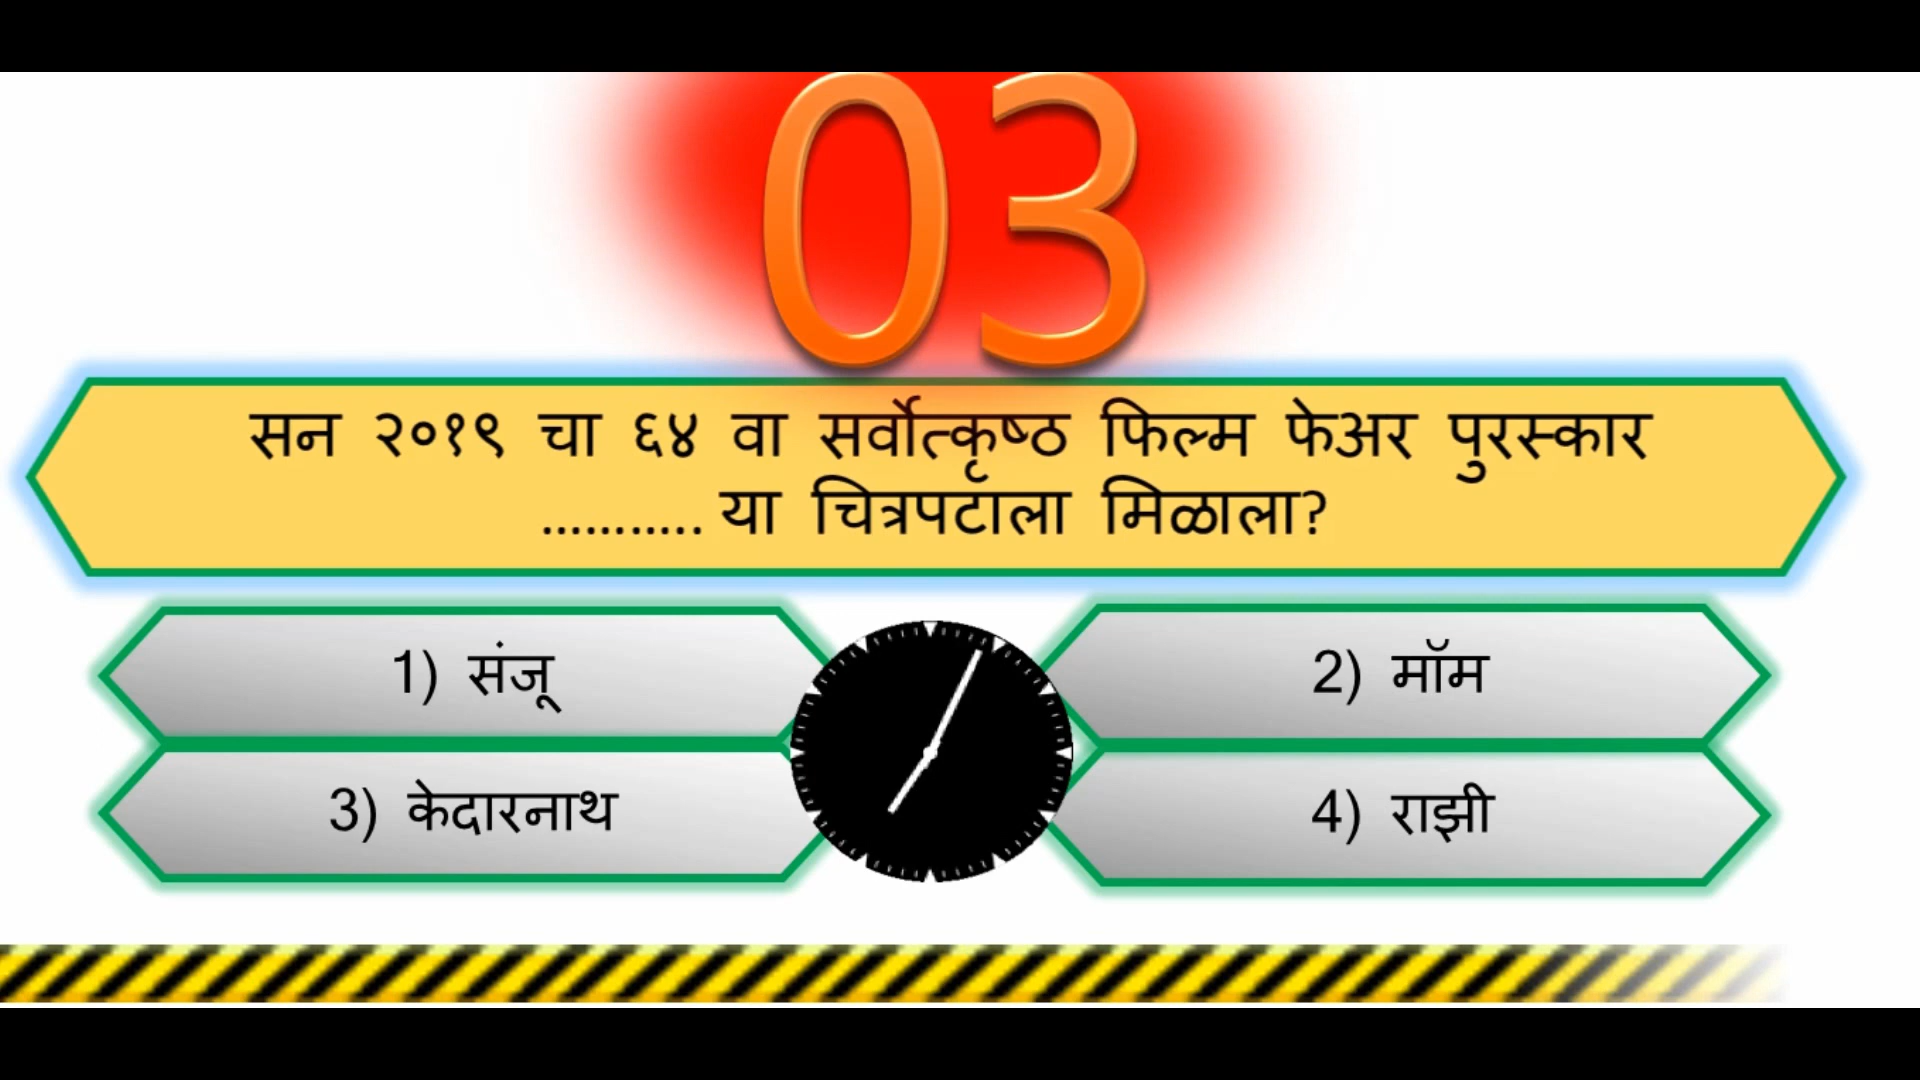 03
सन २०१९ चा ६४ वा सर्वोत्कृष्ठ फिल्म फेअर पुरस्कार
........... या चित्रपटाला मिळाला?
1) संजू
2) मॉम
3) केदारनाथ
4) राझी